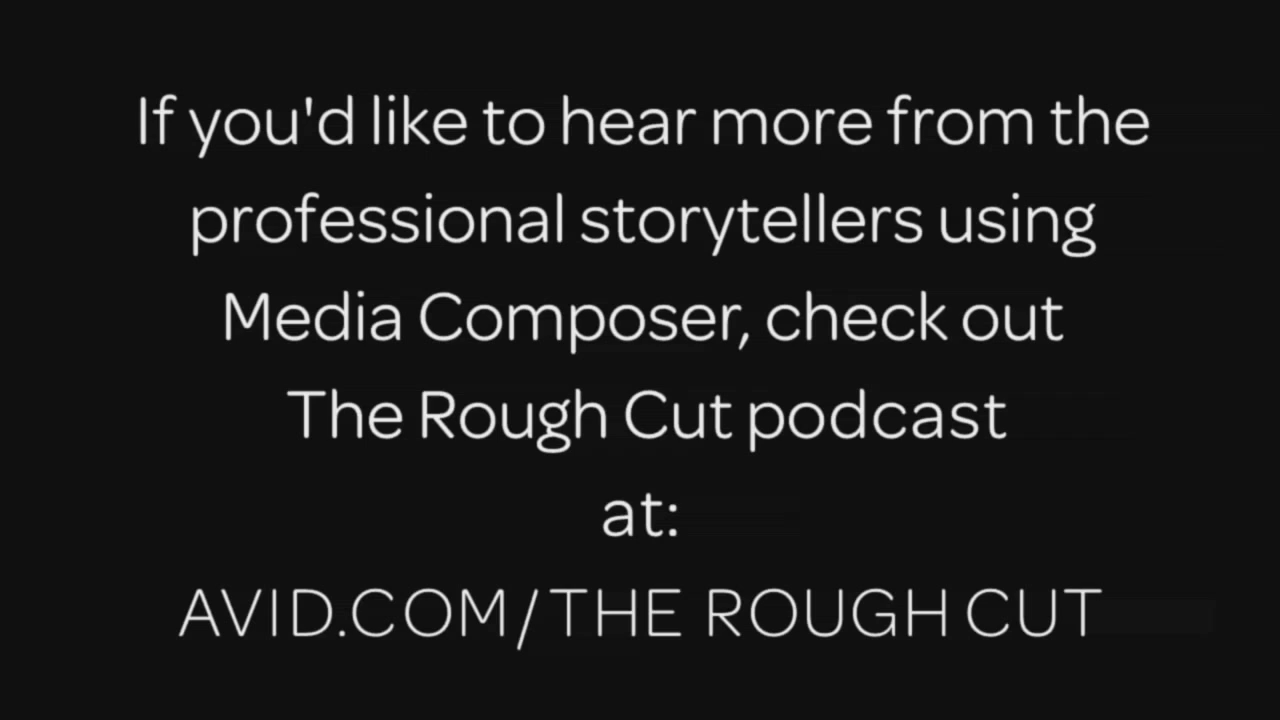 If you'd like to hear more from the
professional storytellers using
Media Composer, check out
The Rough Cut podcast
at:
AVID.COM/THE ROUGH CUT